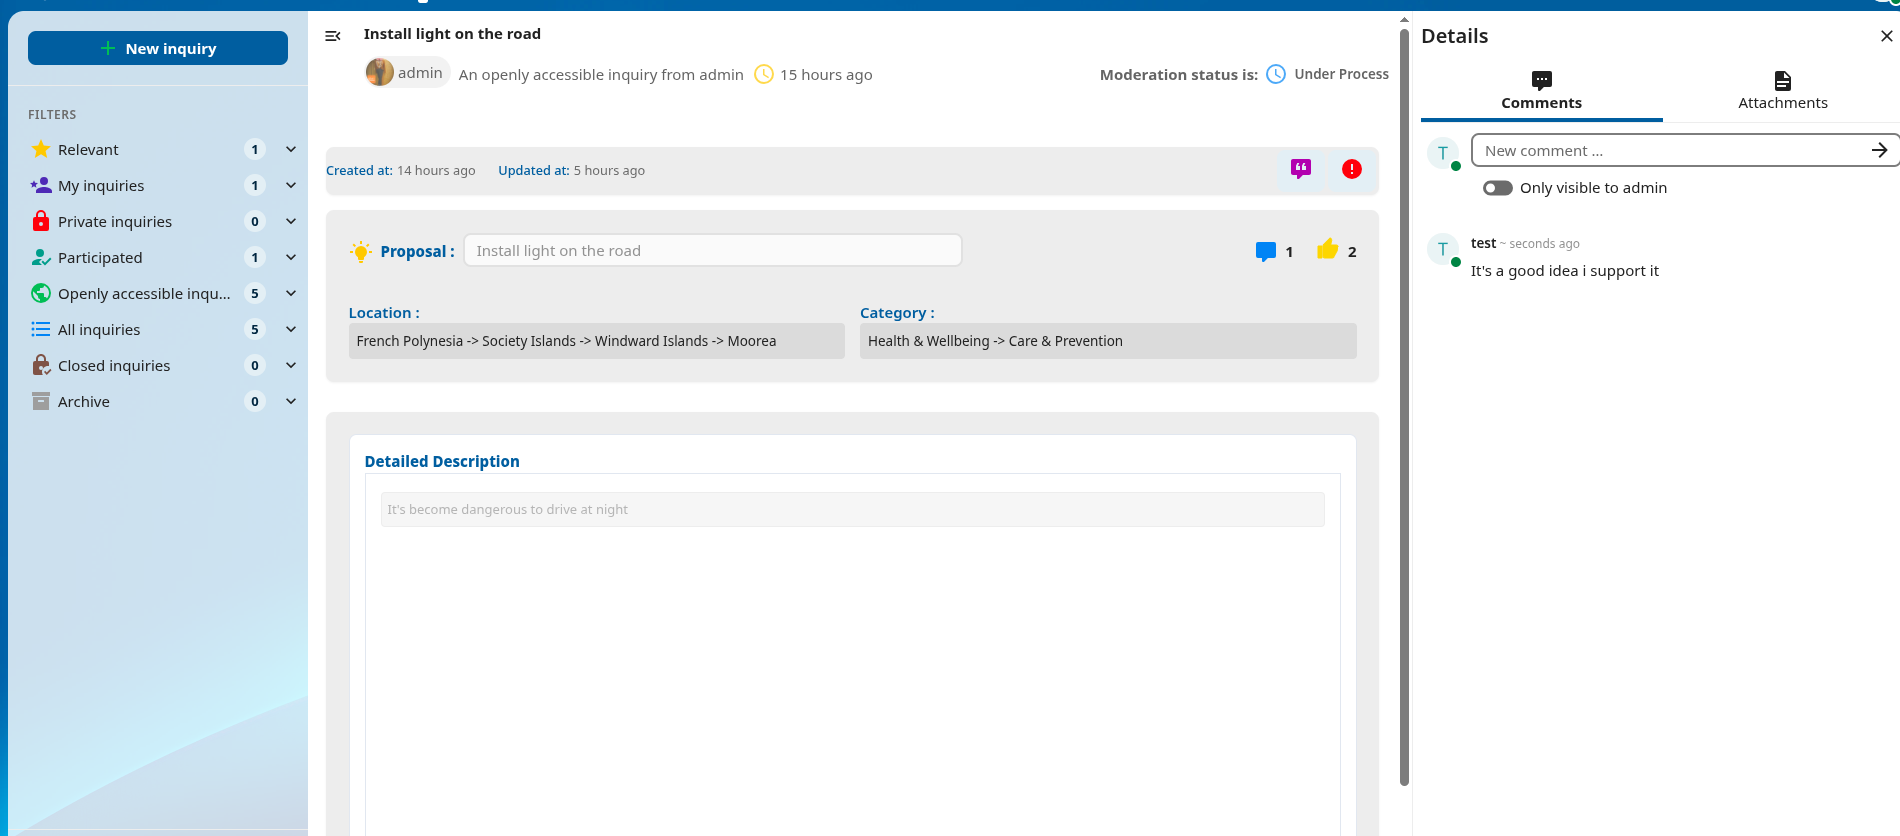 New inquiry
FILTERS
Relevant 1
My inquiries 1
Private inquiries 0
Participated 1
Openly accessible inqu... 5
All inquiries 5
Closed inquiries 0
Archive 0
Install light on the road
admin An openly accessible inquiry from admin 15 hours ago Moderation status is: Under Process
Created at: 14 hours ago Updated at: 5 hours ago
Proposal : Install light on the road 1 2
Location : Category :
French Polynesia -> Society Islands -> Windward Islands -> Moorea Health & Wellbeing -> Care & Prevention
Detailed Description
It's become dangerous to drive at night
Details
Comments Attachments
T New comment ...
Only visible to admin
T test ~ seconds ago
It's a good idea i support it